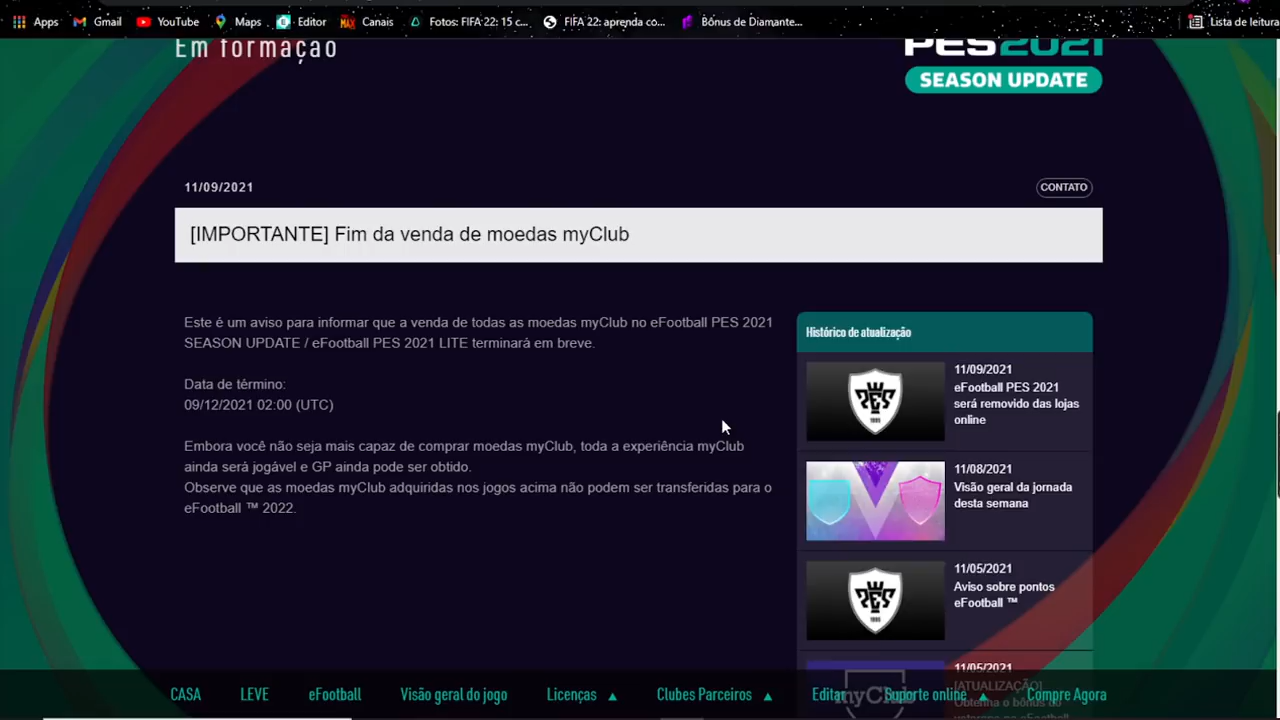 Apps Gmail YouTube Maps Editor Canais Fotos: FIFA 22: 15 c... FIFA 22: aprenda co... Bônus de Diamante... Lista de leitura
Em formação
PES2021
SEASON UPDATE
11/09/2021
CONTATO
[IMPORTANTE] Fim da venda de moedas myClub
Este é um aviso para informar que a venda de todas as moedas myClub no eFootball PES 2021
SEASON UPDATE / eFootball PES 2021 LITE terminará em breve.
Data de término:
09/12/2021 02:00 (UTC)
Embora você não seja mais capaz de comprar moedas myClub, toda a experiência myClub
ainda será jogável e GP ainda pode ser obtido.
Observe que as moedas myClub adquiridas nos jogos acima não podem ser transferidas para o
eFootball ™ 2022.
Histórico de atualização
11/09/2021
eFootball PES 2021
será removido das lojas
online
11/08/2021
Visão geral da jornada
desta semana
11/05/2021
Aviso sobre pontos
eFootball ™
11/05/2021
[ATUALIZAÇÃO]
Obtenha o bônus de
myClub
CASA LEVE eFootball Visão geral do jogo Licenças Clubes Parceiros Editar Suporte online Compre Agora